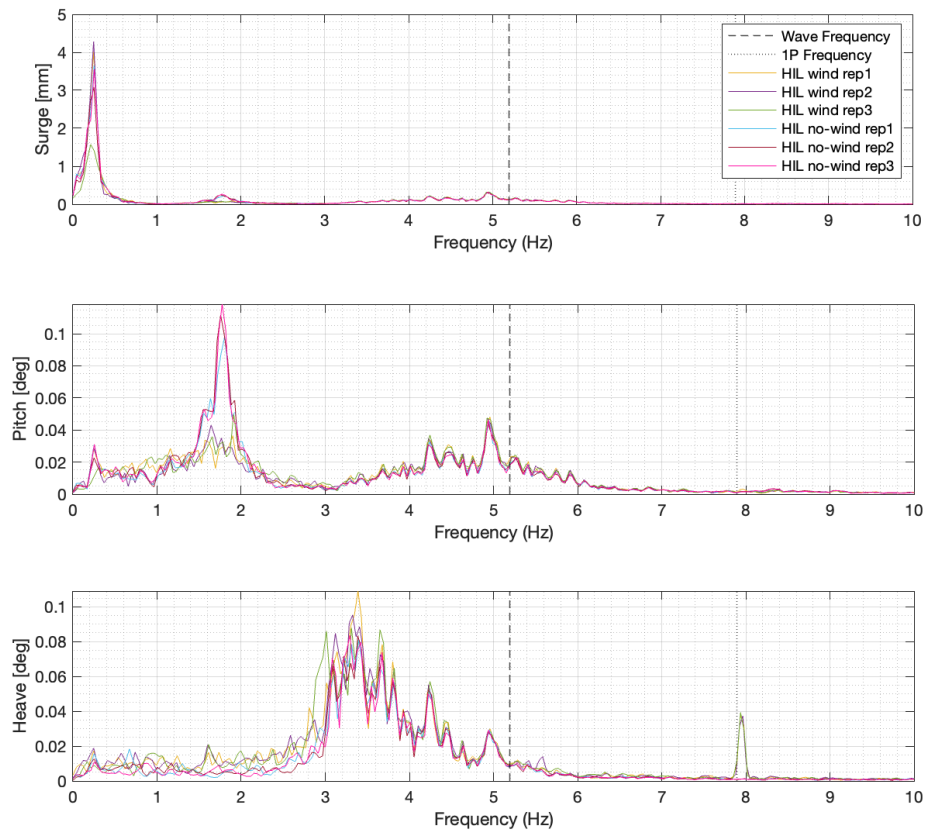 5
4
3
2
1
0
Surge [mm]
0 1 2 3 4 5 6 7 8 9 10
Frequency (Hz)
Wave Frequency
1P Frequency
HIL wind rep1
HIL wind rep2
HIL wind rep3
HIL no-wind rep1
HIL no-wind rep2
HIL no-wind rep3
0.1
0.08
0.06
0.04
0.02
0
Pitch [deg]
0 1 2 3 4 5 6 7 8 9 10
Frequency (Hz)
0.1
0.08
0.06
0.04
0.02
0
Heave [deg]
0 1 2 3 4 5 6 7 8 9 10
Frequency (Hz)